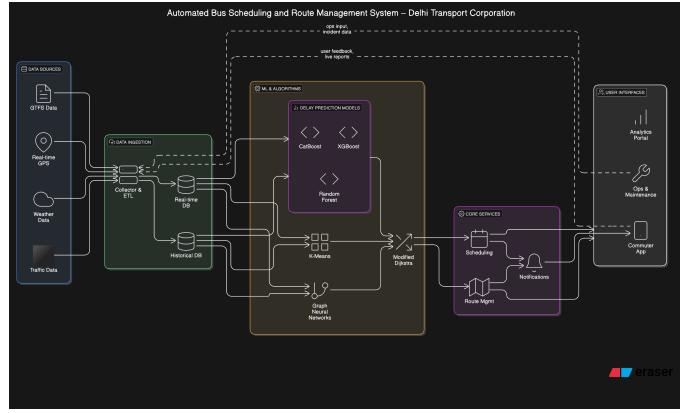 Automated Bus Scheduling and Route Management System – Delhi Transport Corporation
ops input,
incident data
user feedback,
live reports
DATA SOURCES
GTFS Data
Real-time
GPS
Weather
Data
Traffic Data
DATA INGESTION
Collector &
ETL
Real-time
DB
Historical DB
ML & ALGORITHMS
DELAY PREDICTION MODELS
CatBoost
XGBoost
Random
Forest
K-Means
Graph
Neural
Networks
Modified
Dijkstra
CORE SERVICES
Scheduling
Route Mgmt
Notifications
USER INTERFACES
Analytics
Portal
Ops &
Maintenance
Commuter
App
eraser